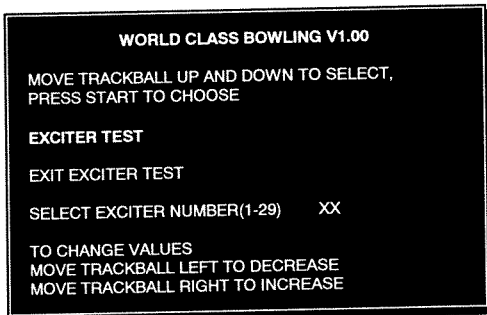 WORLD CLASS BOWLING V1.00
MOVE TRACKBALL UP AND DOWN TO SELECT,
PRESS START TO CHOOSE
EXCITER TEST
EXIT EXCITER TEST
SELECT EXCITER NUMBER(1-29) XX
TO CHANGE VALUES
MOVE TRACKBALL LEFT TO DECREASE
MOVE TRACKBALL RIGHT TO INCREASE